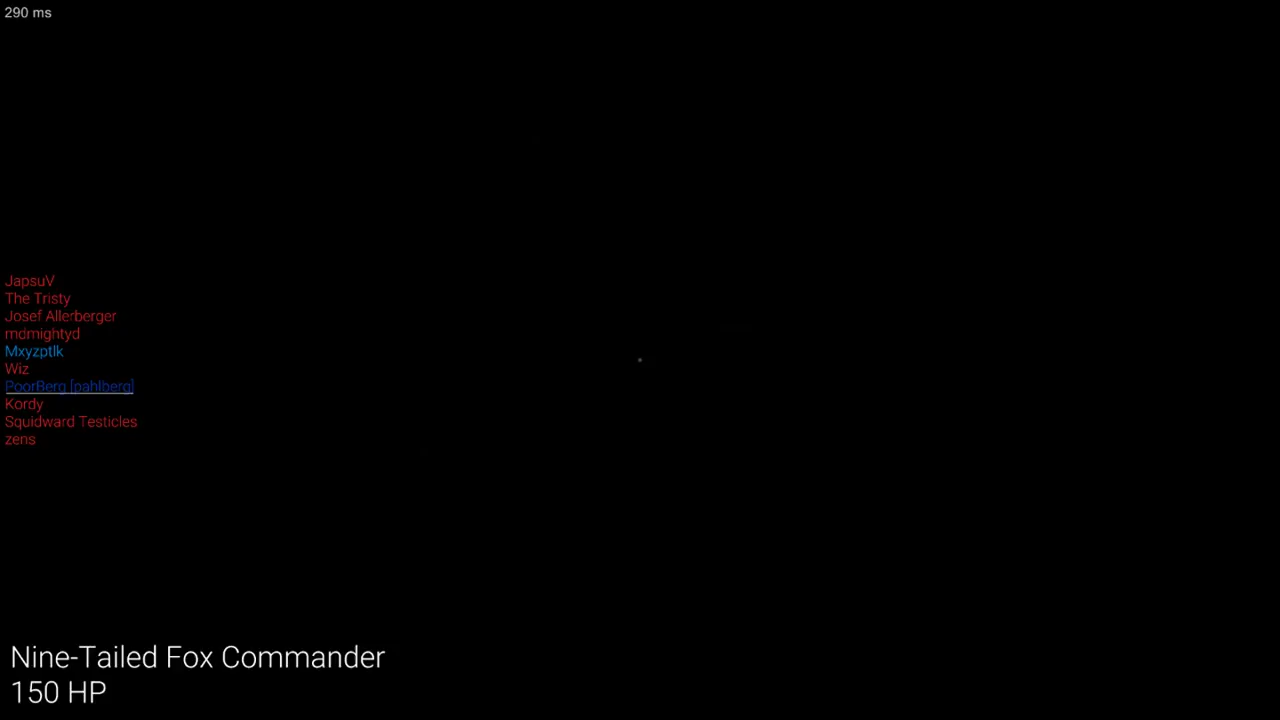 290 ms
JapsuV
The Tristy
Josef Allerberger
rndmightyd
Mxyzptlk
Wiz
PoorBerg [pahlberg]
Kordy
Squidward Testicles
zens
Nine-Tailed Fox Commander
150 HP